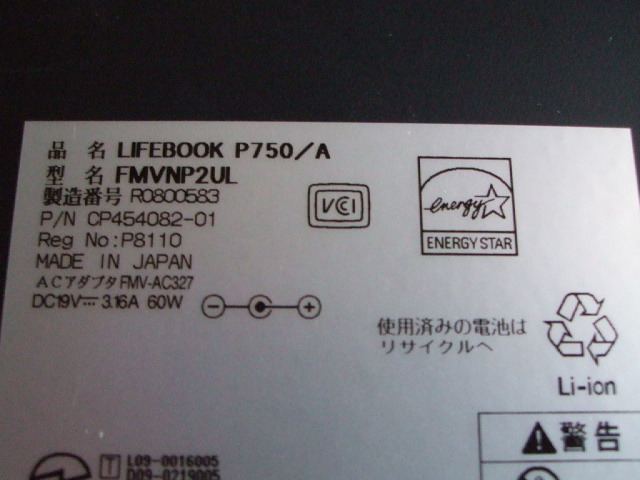 品 名 LIFEBOOK P750/A
型 名 FMVNP2UL
製造番号 R0800583
P/N CP454082-01
Reg No:P8110
MADE IN JAPAN
ACアダプタ FMV-AC327
DC19V⎓ 3.16A 60W
VCI
energy
ENERGY STAR
使用済みの電池は
リサイクルへ
Li-ion
警告
T L09-0016005
D09-0219005